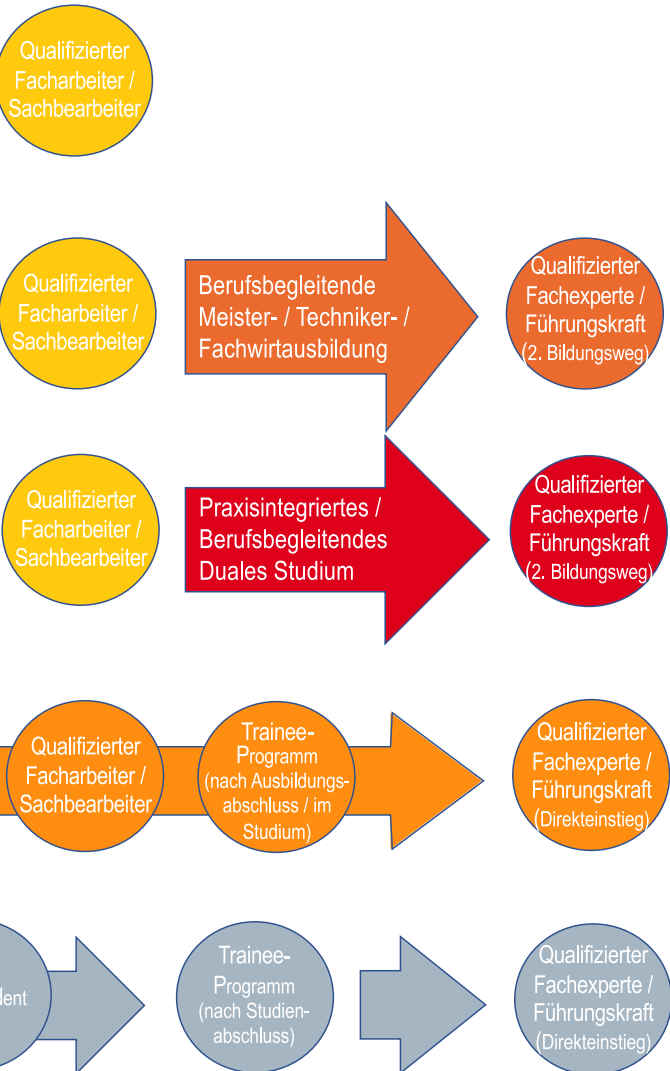 Qualifizierter
Facharbeiter /
Sachbearbeiter
Qualifizierter
Facharbeiter /
Sachbearbeiter
Berufsbegleitende
Meister- / Techniker- /
Fachwirtausbildung
Qualifizierter
Fachexperte /
Führungskraft
(2. Bildungsweg)
Qualifizierter
Facharbeiter /
Sachbearbeiter
Praxisintegriertes /
Berufsbegleitendes
Duales Studium
Qualifizierter
Fachexperte /
Führungskraft
(2. Bildungsweg)
Qualifizierter
Facharbeiter /
Sachbearbeiter
Trainee-
Programm
(nach Ausbildungs-
abschluss / im
Studium)
Qualifizierter
Fachexperte /
Führungskraft
(Direkteinstieg)
dent
Trainee-
Programm
(nach Studien-
abschluss)
Qualifizierter
Fachexperte /
Führungskraft
(Direkteinstieg)